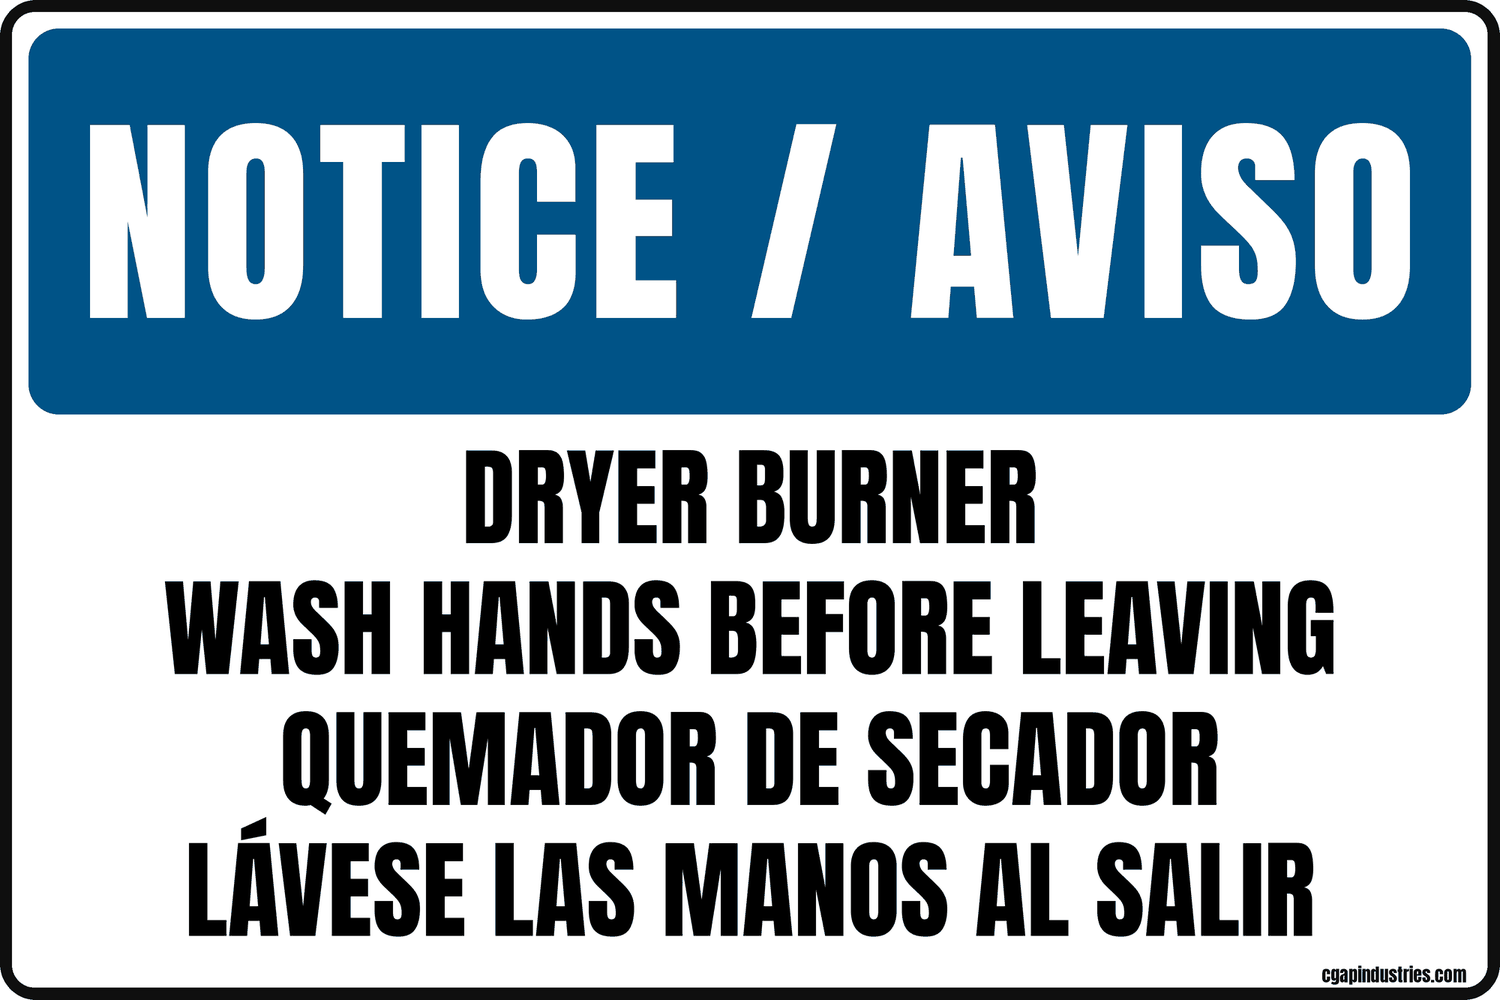 NOTICE / AVISO
DRYER BURNER
WASH HANDS BEFORE LEAVING
QUEMADOR DE SECADOR
LÁVESE LAS MANOS AL SALIR
cgapindustries.com